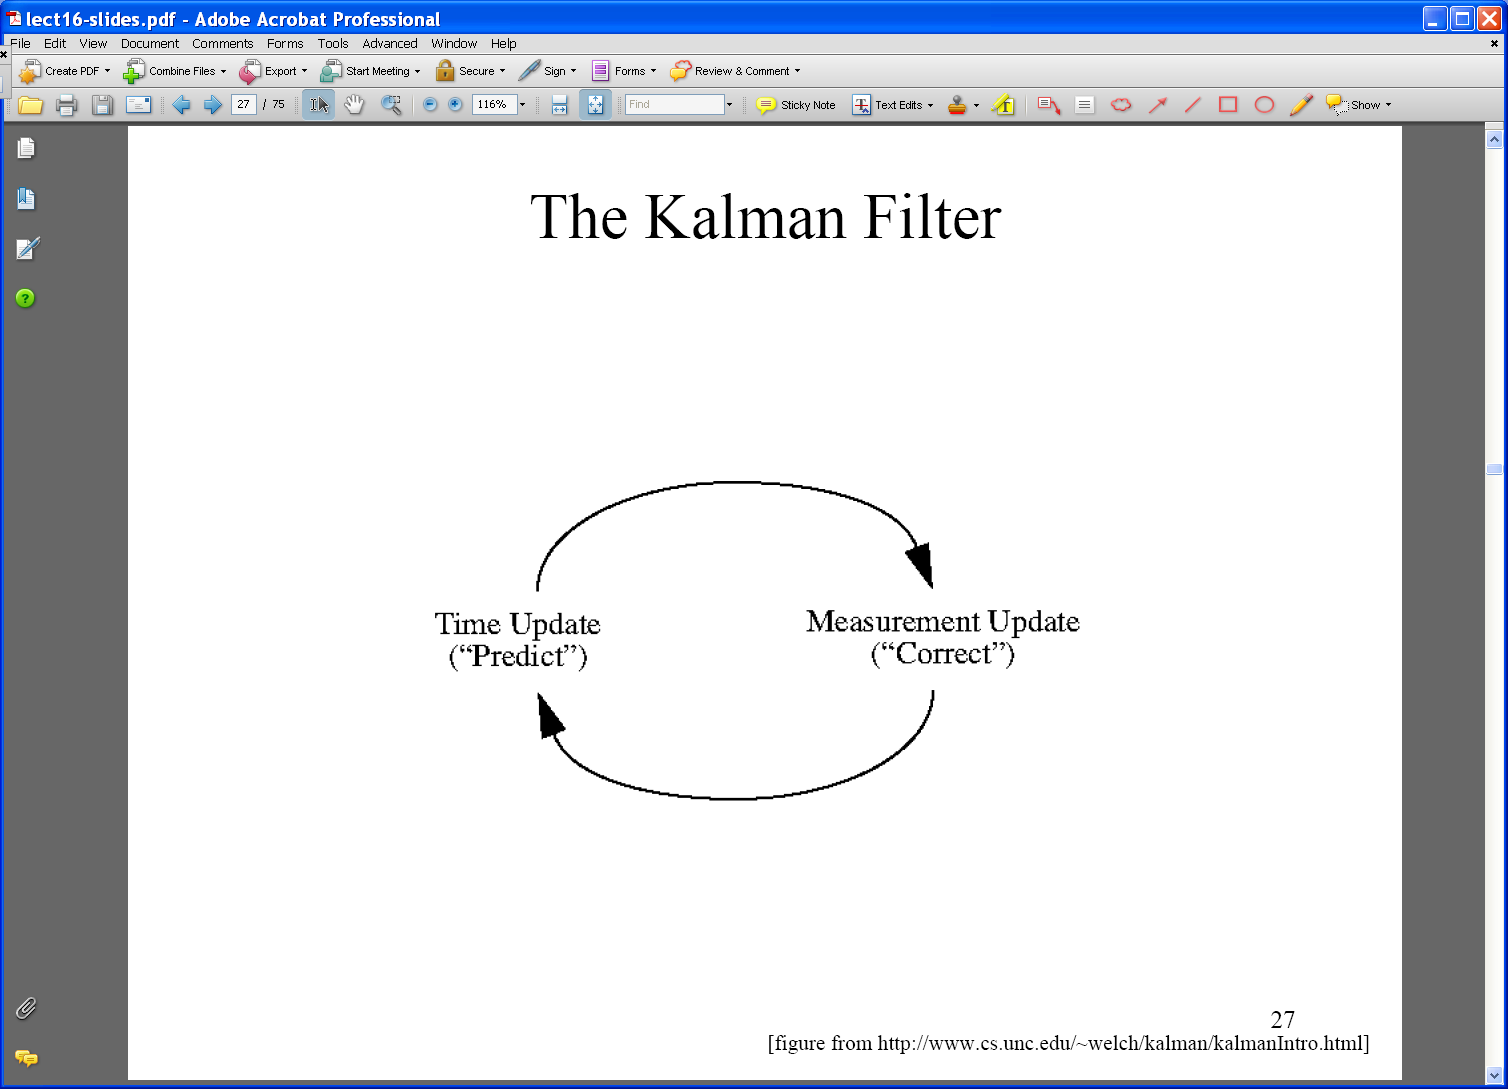 lect16-slides.pdf - Adobe Acrobat Professional
File Edit View Document Comments Forms Tools Advanced Window Help
Create PDF Combine Files Export Start Meeting Secure Sign Forms Review & Comment
27 / 75 116% Find Sticky Note Text Edits Show
The Kalman Filter
Time Update
(“Predict”)
Measurement Update
(“Correct”)
27
[figure from http://www.cs.unc.edu/~welch/kalman/kalmanIntro.html]